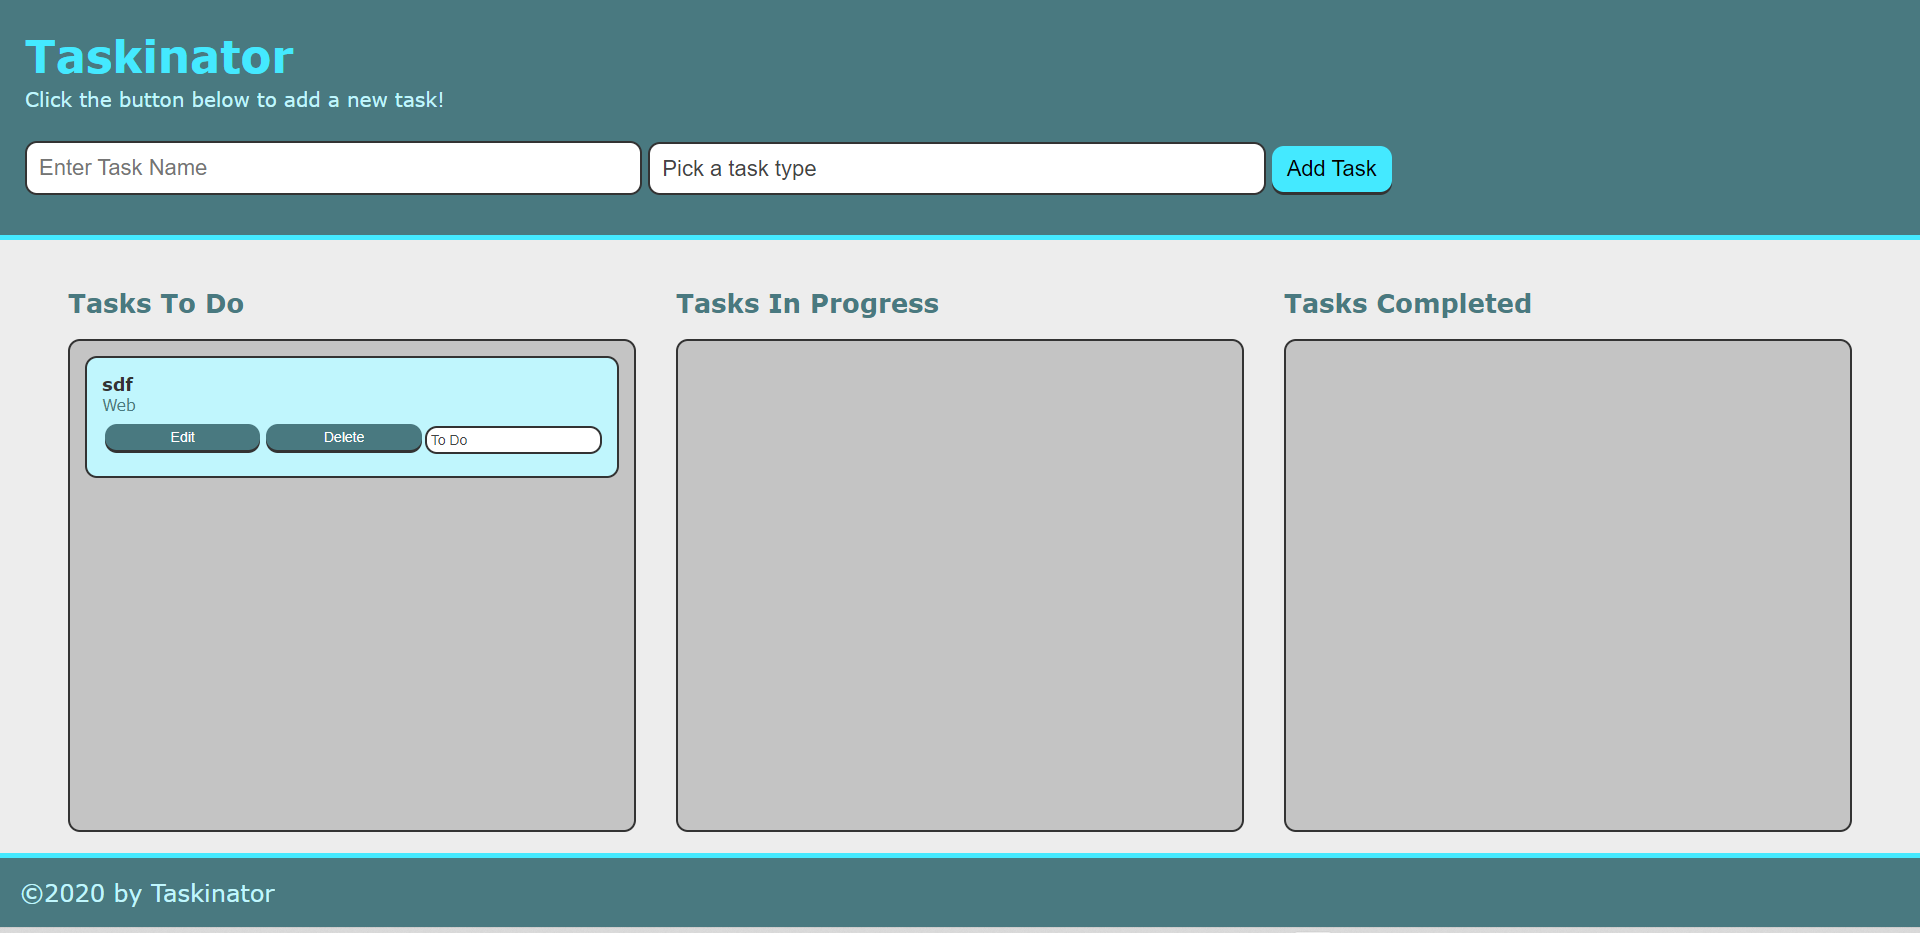 Taskinator
Click the button below to add a new task!
Enter Task Name
Pick a task type
Add Task
Tasks To Do
sdf
Web
Edit
Delete
To Do
Tasks In Progress
Tasks Completed
©2020 by Taskinator